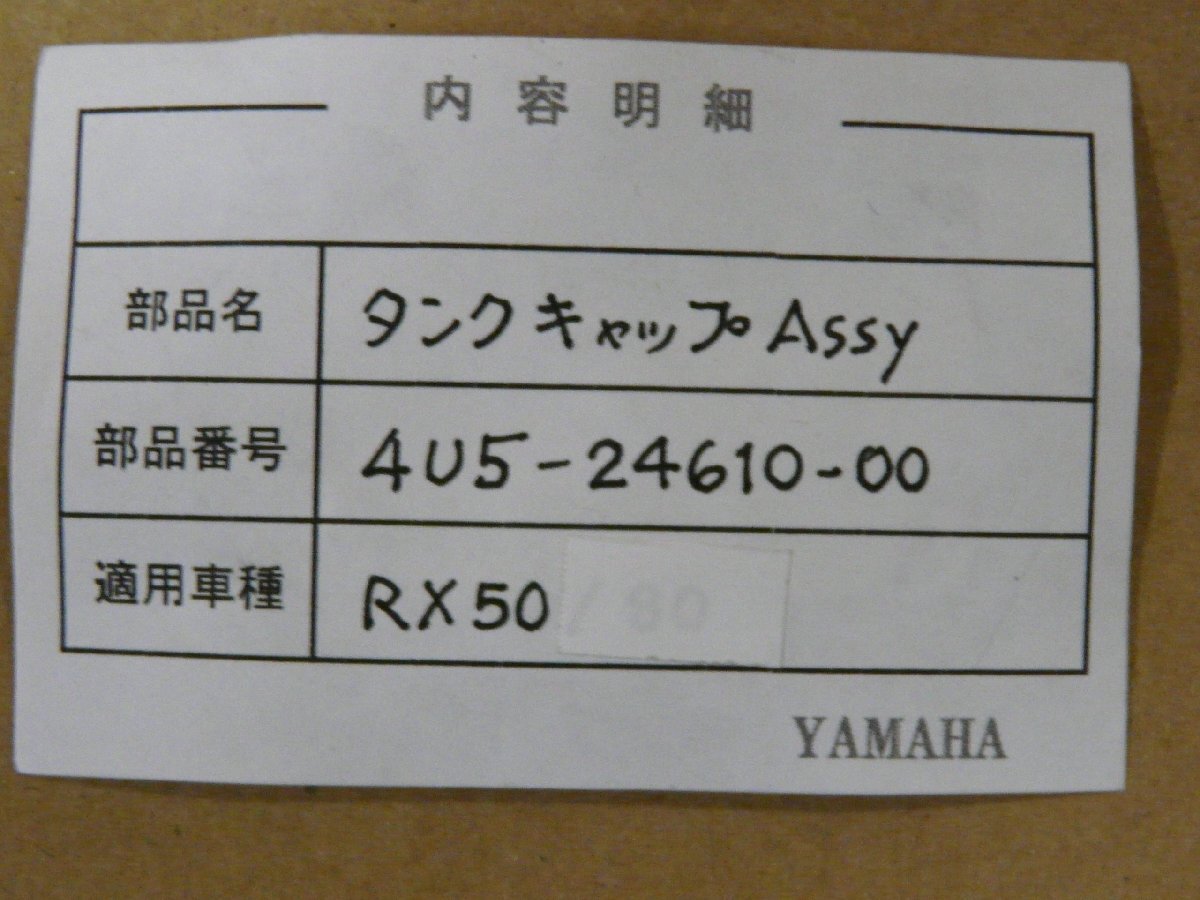 内容明細
部品名 タンクキャップAssy
部品番号 4U5-24610-00
適用車種 RX50
YAMAHA